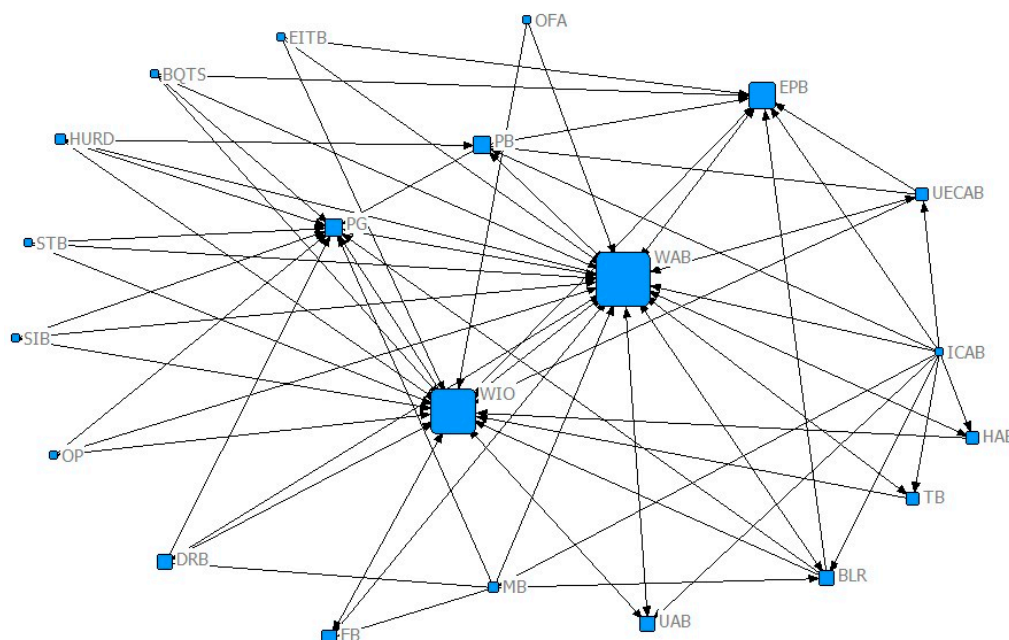 OFA
EITB
BQTS
EPB
HURD
PB
UECAB
PG
STB
WAB
SIB
ICAB
WIO
HAB
OP
TB
DRB
BLR
MB
UAB